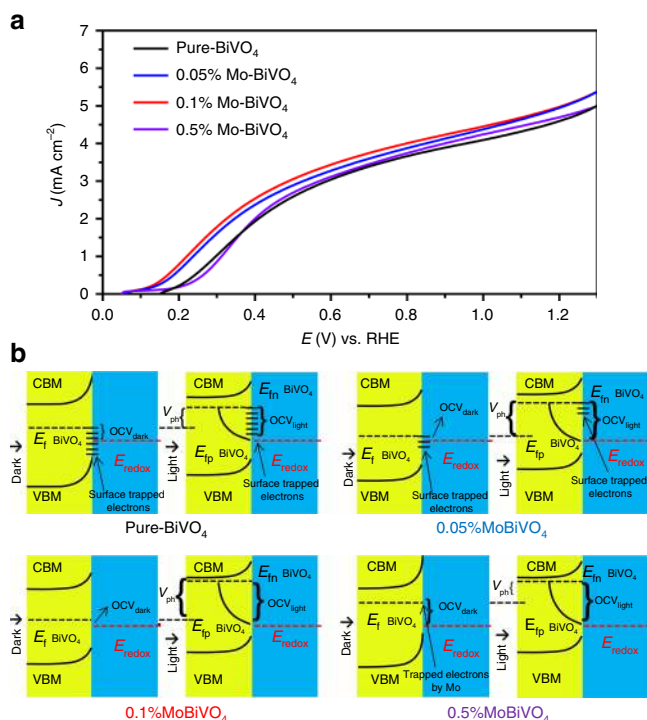 a
7
6
5
4
3
2
1
0
J (mA cm⁻²)
Pure-BiVO₄
0.05% Mo-BiVO₄
0.1% Mo-BiVO₄
0.5% Mo-BiVO₄
0.0 0.2 0.4 0.6 0.8 1.0 1.2
E (V) vs. RHE
b
CBM
Dark
E_f BiVO₄
OCV_dark
E_redox
Surface trapped
electrons
VBM
V_ph
CBM
E_fn BiVO₄
OCV_light
Light
E_fp BiVO₄
E_redox
Surface trapped
electrons
VBM
Pure-BiVO₄
CBM
Dark
E_f BiVO₄
OCV_dark
E_redox
Surface trapped
electrons
VBM
V_ph
CBM
E_fn BiVO₄
OCV_light
Light
E_fp BiVO₄
E_redox
Surface trapped
electrons
VBM
0.05%MoBiVO₄
CBM
Dark
E_f BiVO₄
OCV_dark
E_redox
VBM
V_ph
CBM
E_fn BiVO₄
OCV_light
Light
E_fp BiVO₄
E_redox
VBM
0.1%MoBiVO₄
CBM
Dark
E_f BiVO₄
OCV_dark
E_redox
Trapped electrons
by Mo
VBM
V_ph
CBM
E_fn BiVO₄
OCV_light
Light
E_fp BiVO₄
E_redox
VBM
0.5%MoBiVO₄